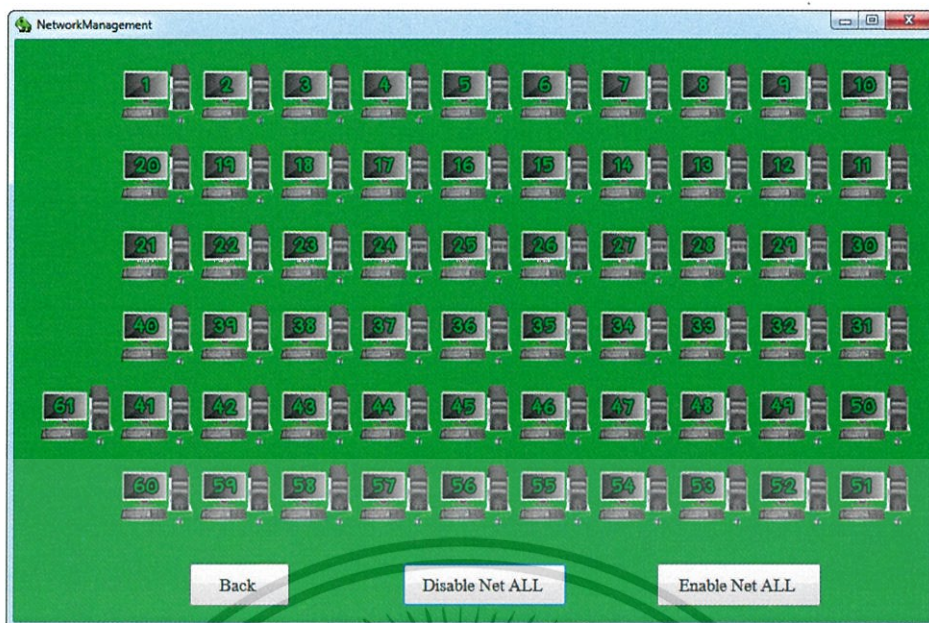 NetworkManagement
1 2 3 4 5 6 7 8 9 10
20 19 18 17 16 15 14 13 12 11
21 22 23 24 25 26 27 28 29 30
40 39 38 37 36 35 34 33 32 31
61 41 42 43 44 45 46 47 48 49 50
60 59 58 57 56 55 54 53 52 51
Back Disable Net ALL Enable Net ALL